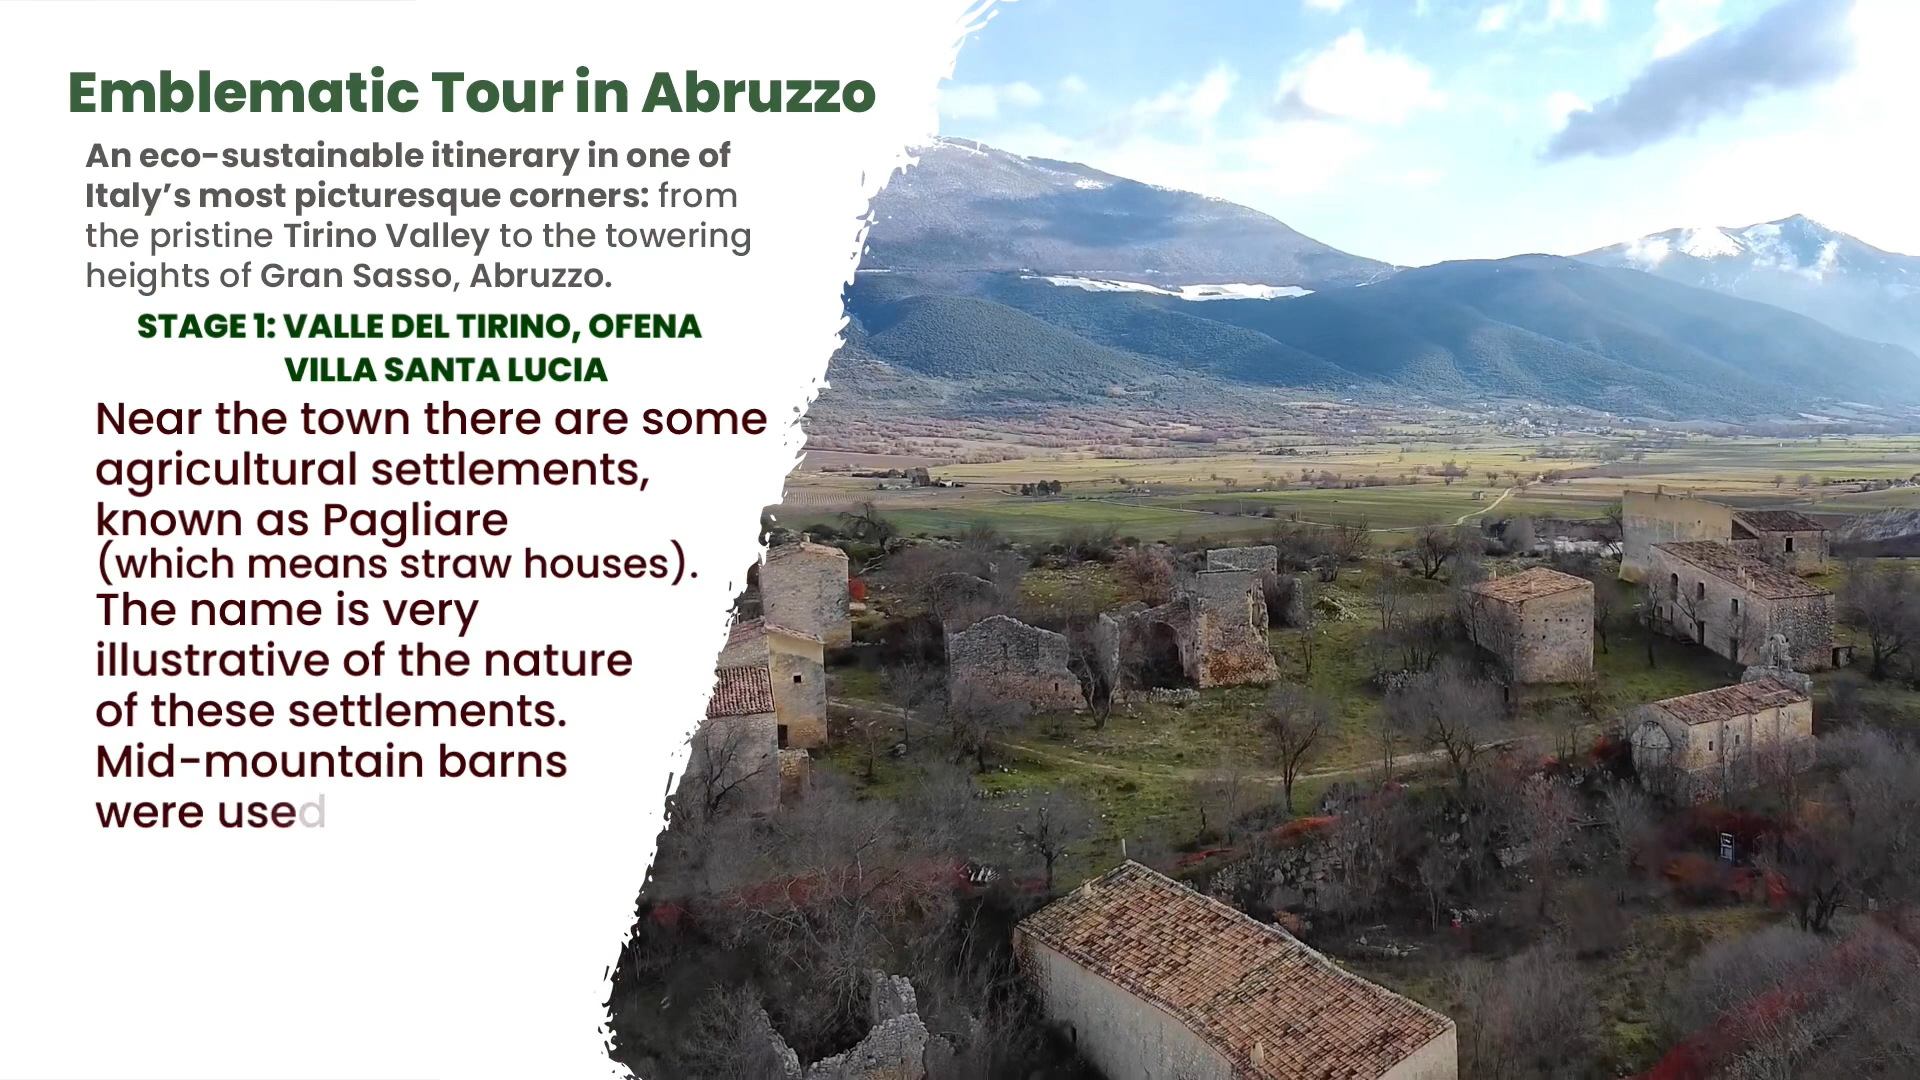 Emblematic Tour in Abruzzo
An eco-sustainable itinerary in one of
Italy's most picturesque corners: from
the pristine Tirino Valley to the towering
heights of Gran Sasso, Abruzzo.
STAGE 1: VALLE DEL TIRINO, OFENA
VILLA SANTA LUCIA
Near the town there are some
agricultural settlements,
known as Pagliare
(which means straw houses).
The name is very
illustrative of the nature
of these settlements.
Mid-mountain barns
were used